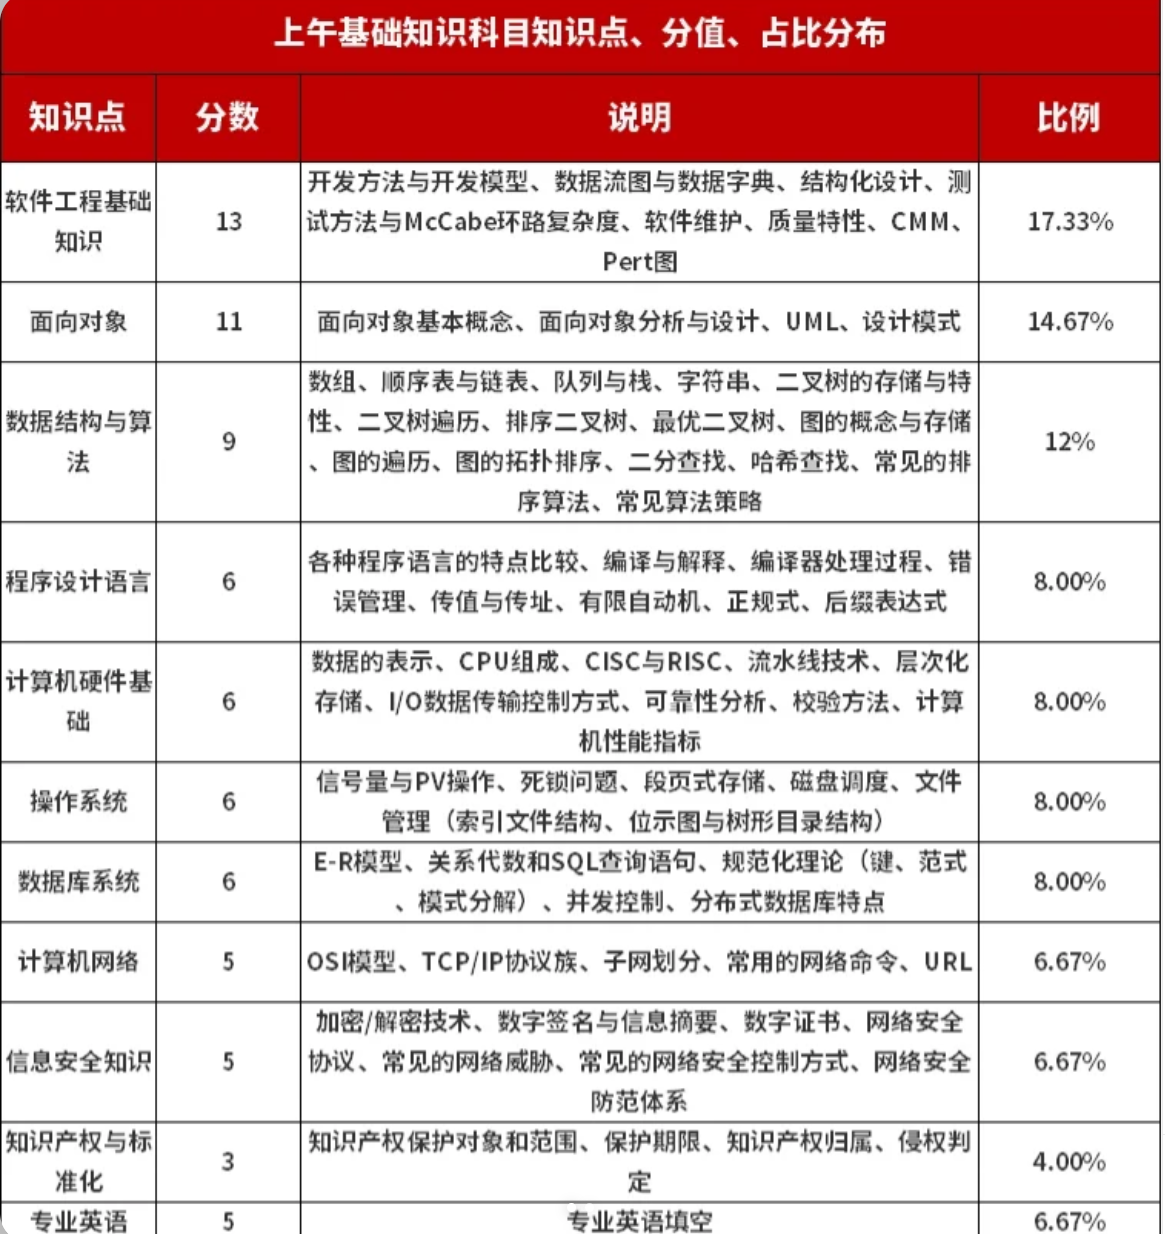 上午基础知识科目知识点、分值、占比分布
知识点
分数
说明
比例
软件工程基础
知识
13
开发方法与开发模型、数据流图与数据字典、结构化设计、测
试方法与McCabe环路复杂度、软件维护、质量特性、CMM、
Pert图
17.33%
面向对象
11
面向对象基本概念、面向对象分析与设计、UML、设计模式
14.67%
数据结构与算
法
9
数组、顺序表与链表、队列与栈、字符串、二叉树的存储与特
性、二叉树遍历、排序二叉树、最优二叉树、图的概念与存储
、图的遍历、图的拓扑排序、二分查找、哈希查找、常见的排
序算法、常见算法策略
12%
程序设计语言
6
各种程序语言的特点比较、编译与解释、编译器处理过程、错
误管理、传值与传址、有限自动机、正规式、后缀表达式
8.00%
计算机硬件基
础
6
数据的表示、CPU组成、CISC与RISC、流水线技术、层次化
存储、I/O数据传输控制方式、可靠性分析、校验方法、计算
机性能指标
8.00%
操作系统
6
信号量与PV操作、死锁问题、段页式存储、磁盘调度、文件
管理（索引文件结构、位示图与树形目录结构）
8.00%
数据库系统
6
E-R模型、关系代数和SQL查询语句、规范化理论（键、范式
、模式分解）、并发控制、分布式数据库特点
8.00%
计算机网络
5
OSI模型、TCP/IP协议族、子网划分、常用的网络命令、URL
6.67%
信息安全知识
5
加密/解密技术、数字签名与信息摘要、数字证书、网络安全
协议、常见的网络威胁、常见的网络安全控制方式、网络安全
防范体系
6.67%
知识产权与标
准化
3
知识产权保护对象和范围、保护期限、知识产权归属、侵权判
定
4.00%
专业英语
5
专业英语填空
6.67%